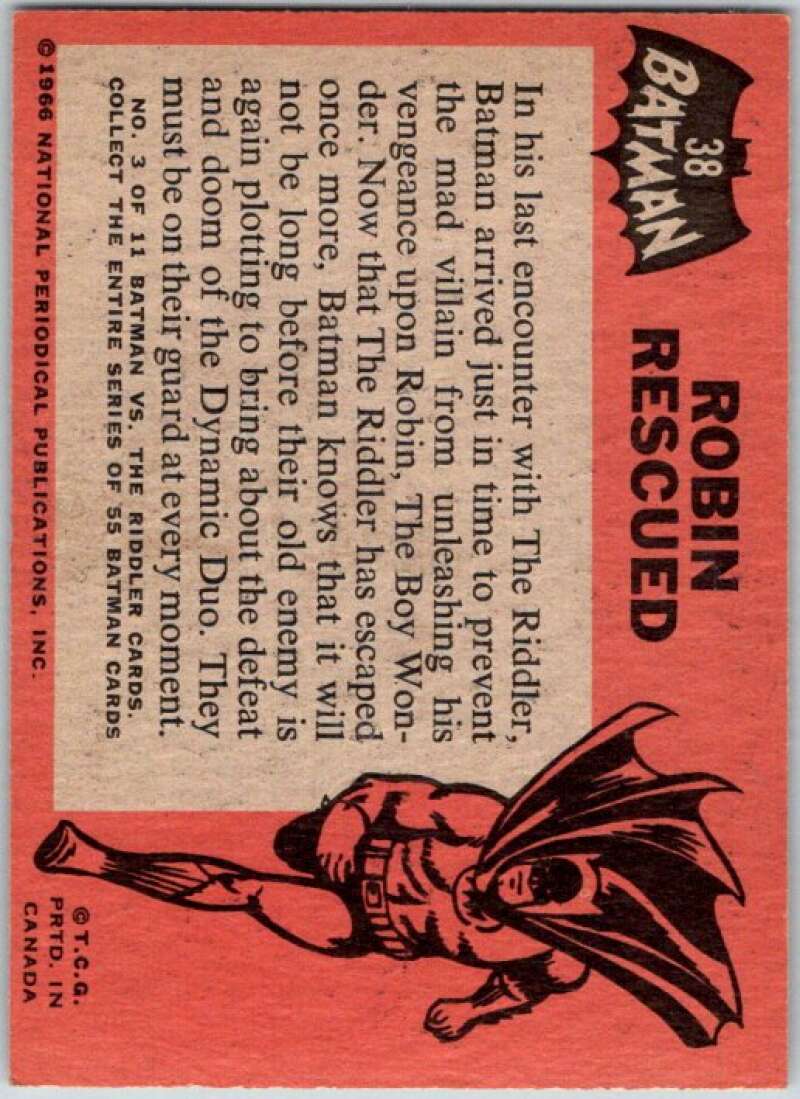 38
BATMAN
ROBIN
RESCUED
In his last encounter with The Riddler,
Batman arrived just in time to prevent
the mad villain from unleashing his
vengeance upon Robin, The Boy Won-
der. Now that The Riddler has escaped
once more, Batman knows that it will
not be long before their old enemy is
again plotting to bring about the defeat
and doom of the Dynamic Duo. They
must be on their guard at every moment.
NO. 3 OF 11 BATMAN VS. THE RIDDLER CARDS.
COLLECT THE ENTIRE SERIES OF 55 BATMAN CARDS
© 1966 NATIONAL PERIODICAL PUBLICATIONS, INC.
© T.C.G.
PRTD. IN
CANADA